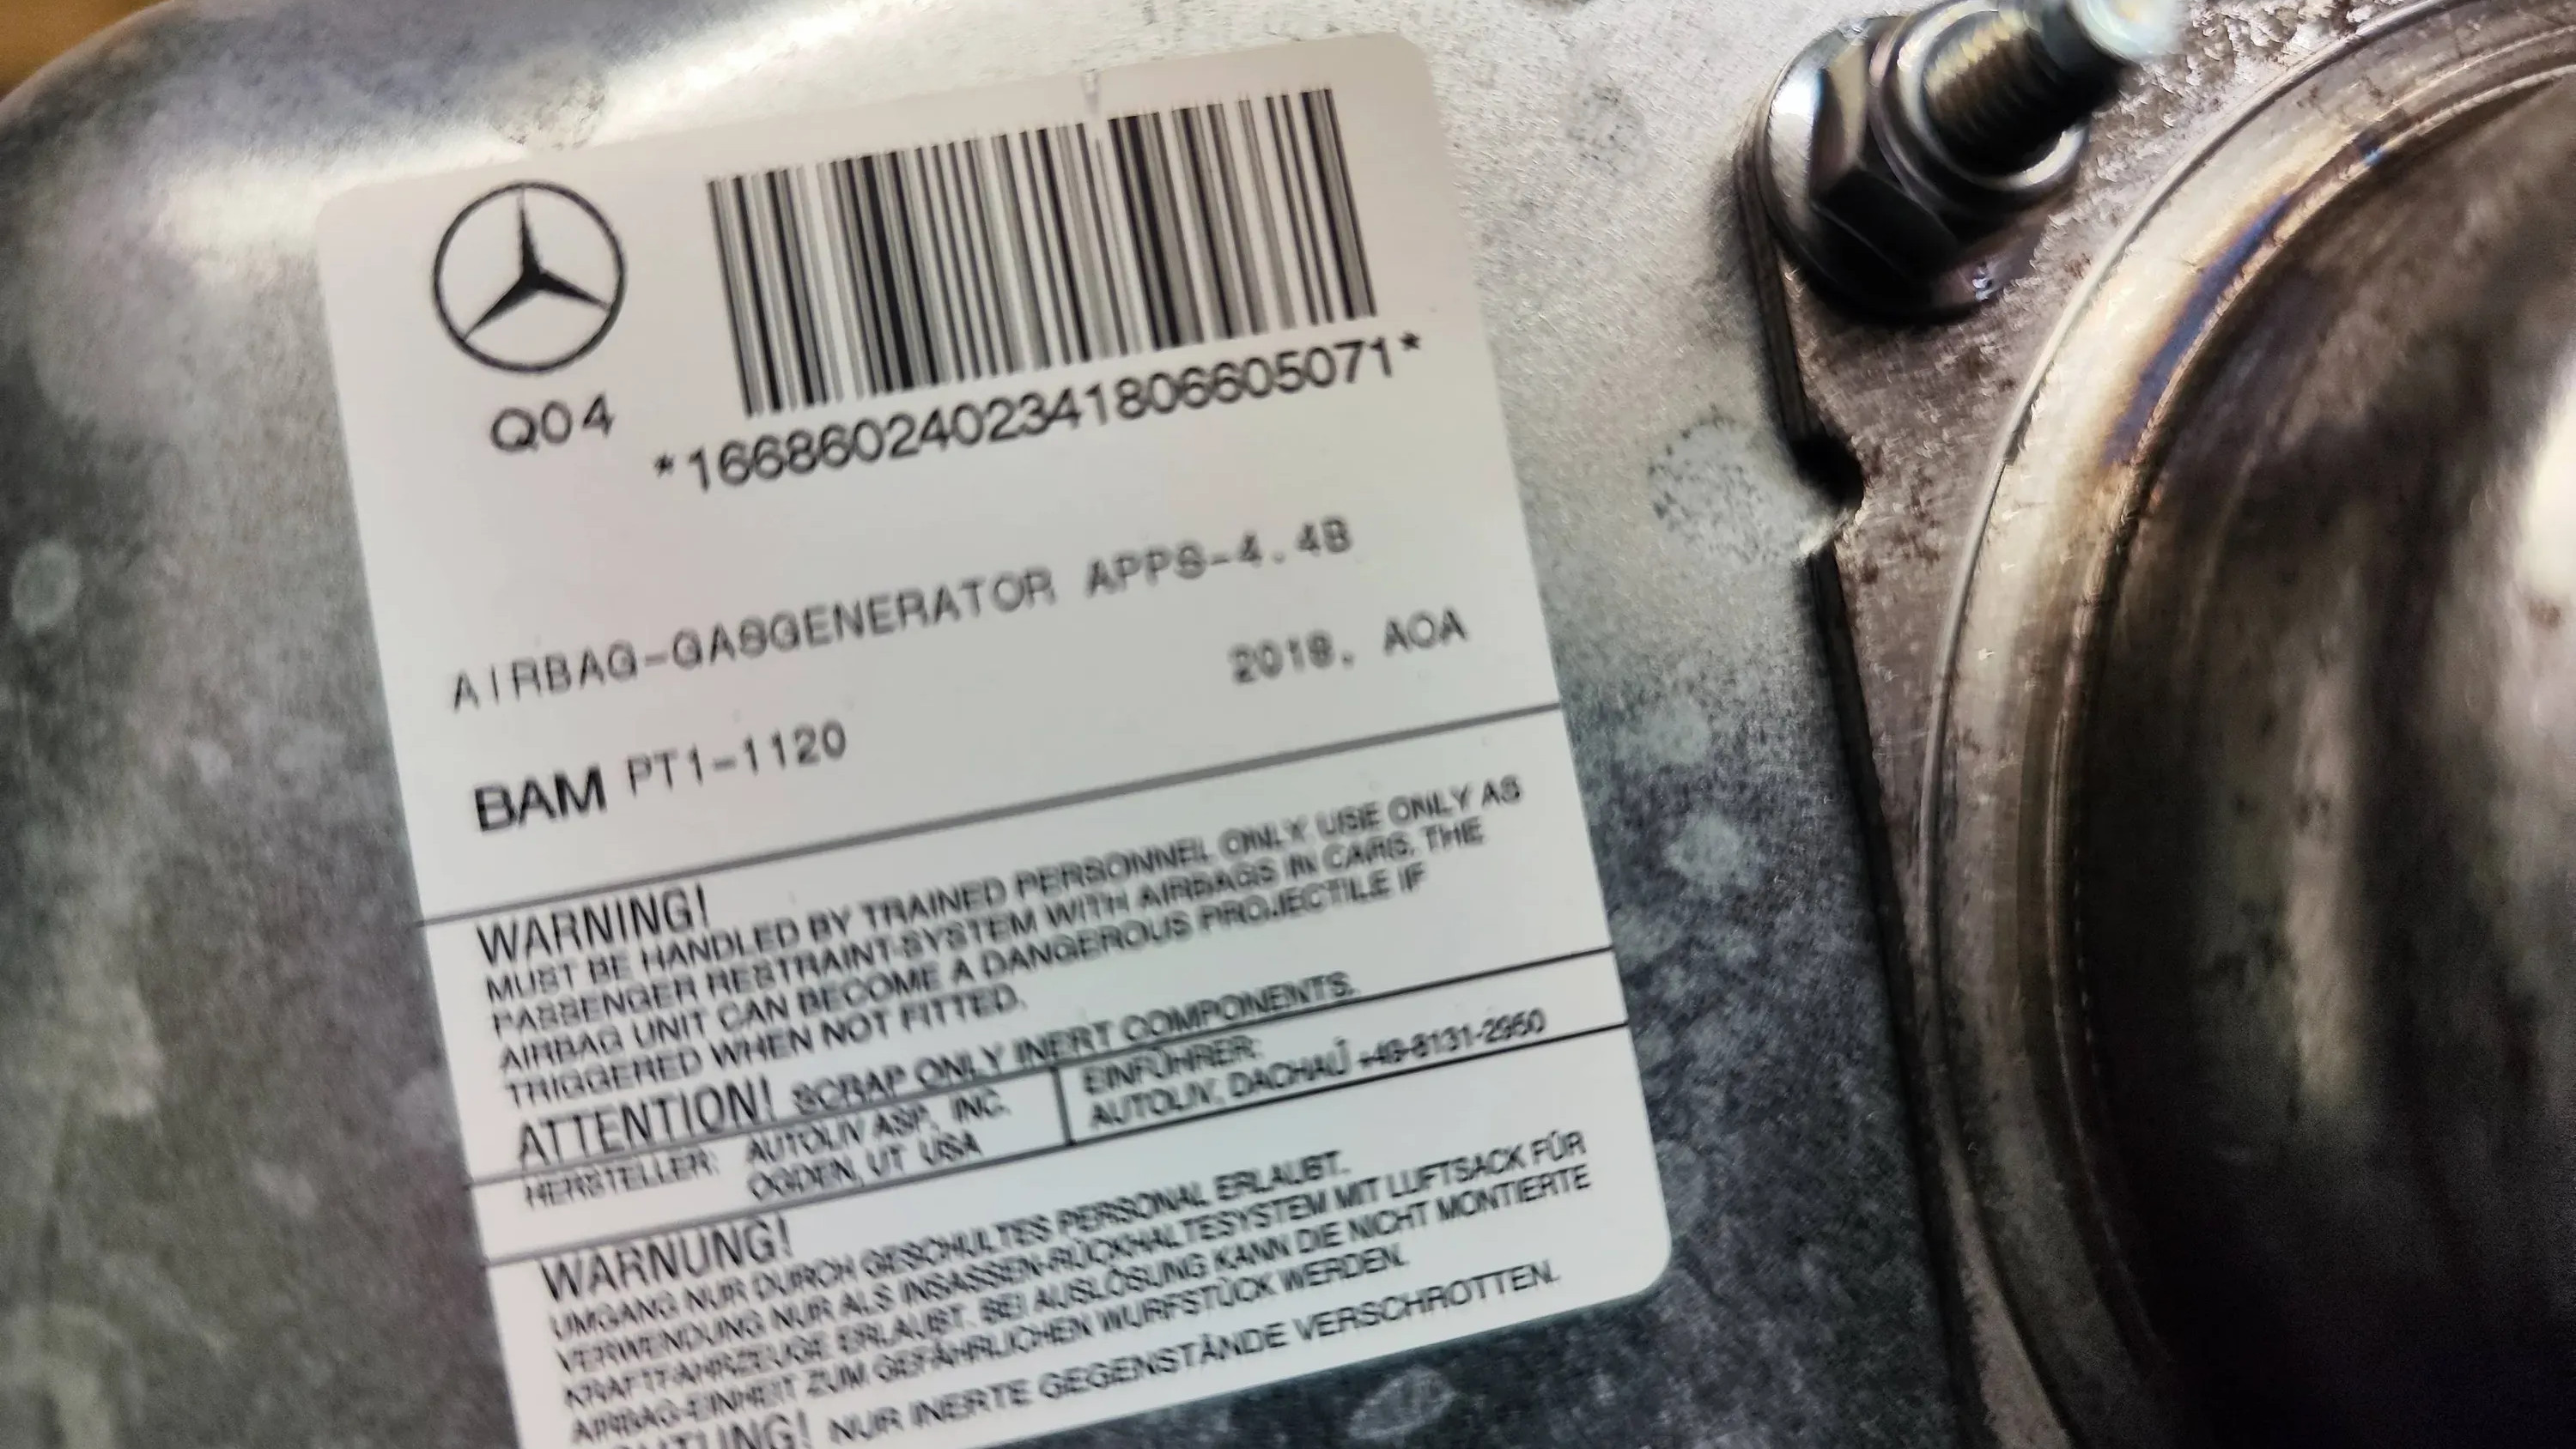 Q04
*1668602402341806605071*
AIRBAG-GASGENERATOR APPS-4.4B
2018. AOA
BAM PT1-1120
WARNING!
MUST BE HANDLED BY TRAINED PERSONNEL ONLY USE ONLY AS
PASSENGER RESTRAINT-SYSTEM WITH AIRBAGS IN CARS. THE
AIRBAG UNIT CAN BECOME A DANGEROUS PROJECTILE IF
TRIGGERED WHEN NOT FITTED.
ATTENTION! SCRAP ONLY INERT COMPONENTS.
HERSTELLER: AUTOLIV ASP, INC.
OGDEN, UT USA
EINFÜHRER:
AUTOLIV, DACHAU +49-8131-2950
WARNUNG!
UMGANG NUR DURCH GESCHULTES PERSONAL ERLAUBT.
VERWENDUNG NUR ALS INSASSEN-RÜCKHALTESYSTEM MIT LUFTSACK FÜR
KRAFTFAHRZEUGE ERLAUBT. BEI AUSLÖSUNG KANN DIE NICHT MONTIERTE
AIRBAG-EINHEIT ZUM GEFÄHRLICHEN WURFSTÜCK WERDEN.
NUR INERTE GEGENSTÄNDE VERSCHROTTEN.